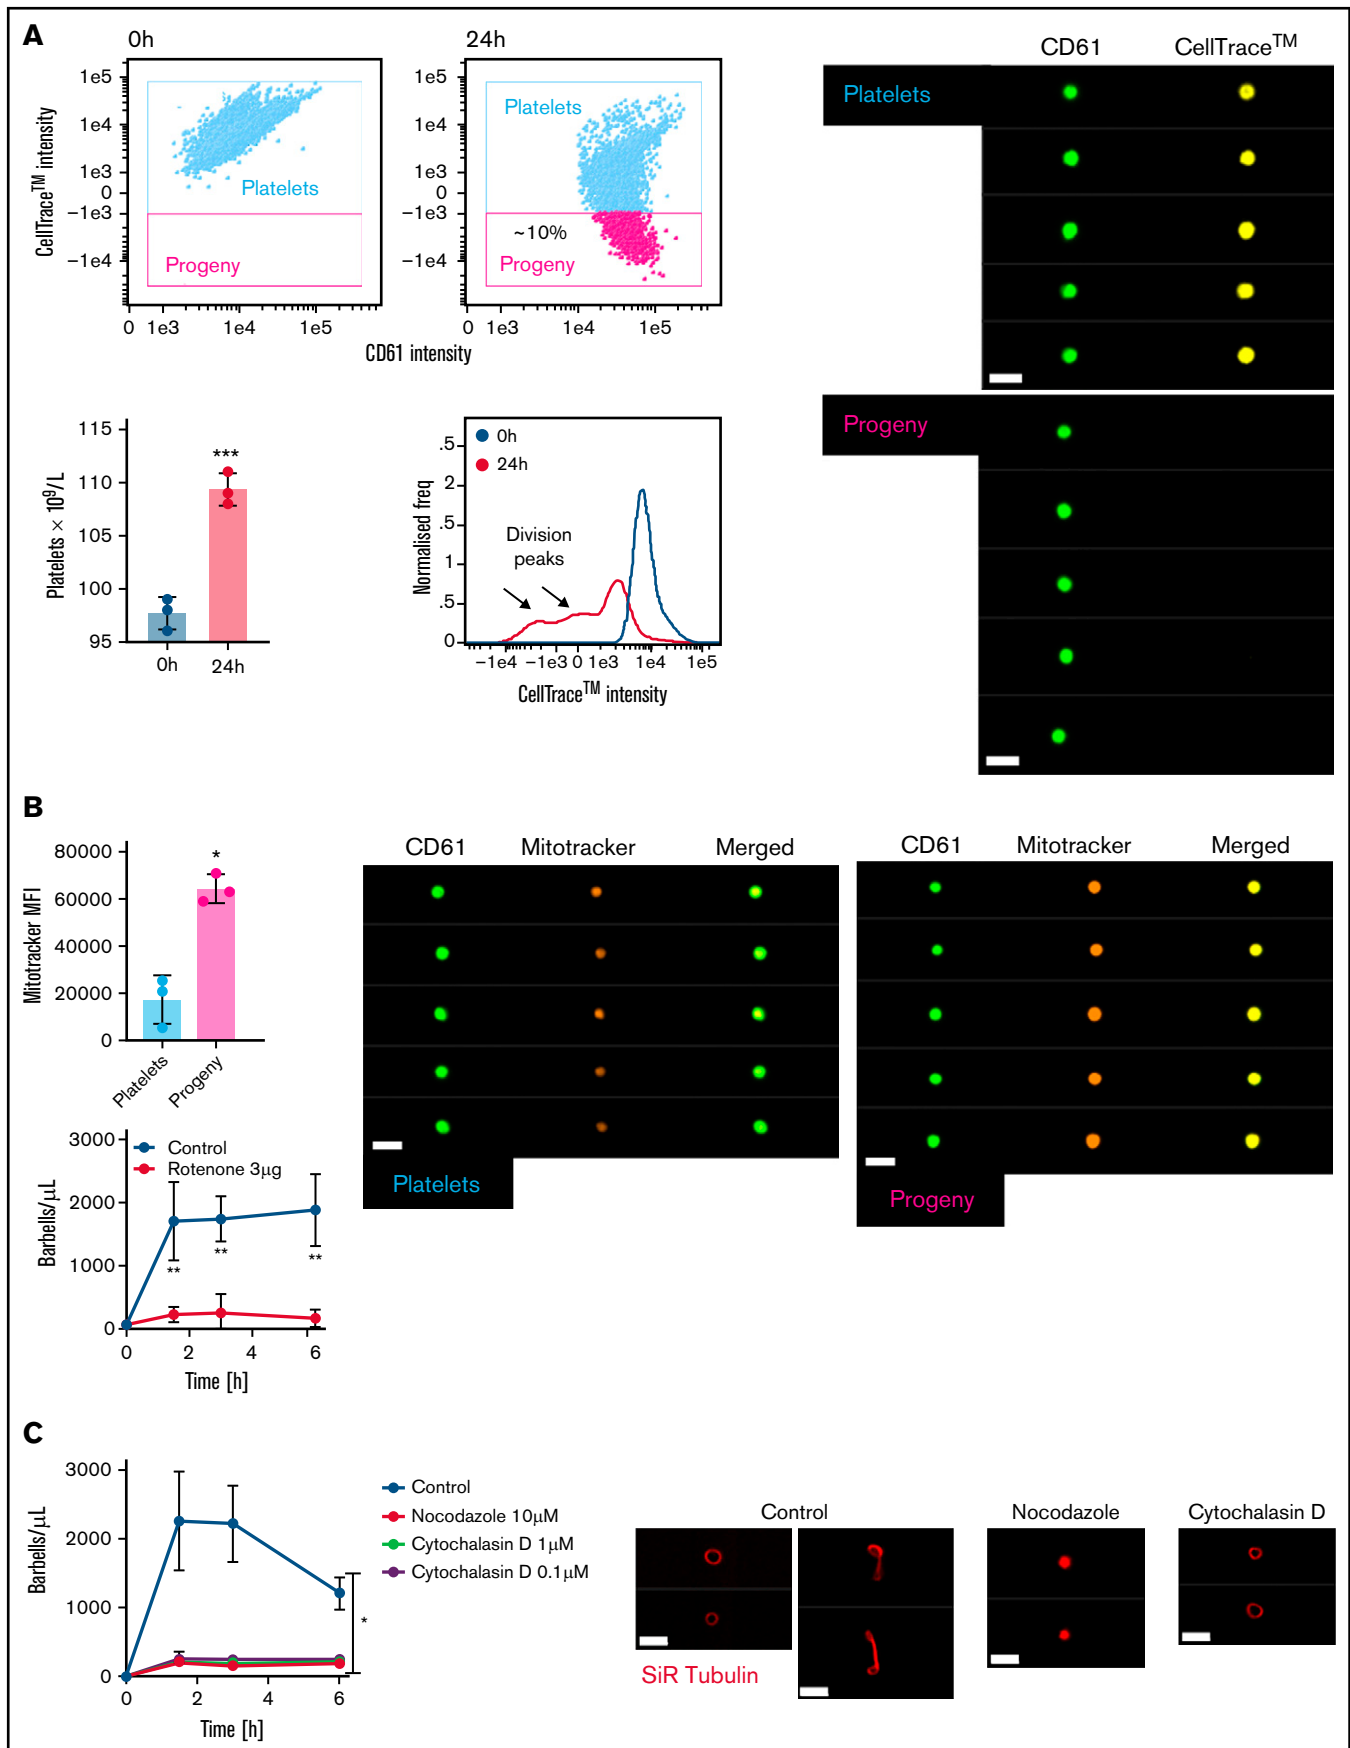 A
0h
24h
CellTrace™ intensity
1e5
1e4
1e3
0
−1e3
−1e4
Platelets
Progeny
0 1e3 1e4 1e5
1e5
1e4
1e3
0
−1e3
−1e4
Platelets
~10%
Progeny
0 1e3 1e4 1e5
CD61 intensity
CD61 CellTrace™
Platelets
Progeny
Platelets × 10⁹/L
115
110
105
100
95
***
0h 24h
Normalised freq
.5
2
.5
1
.5
0
0h
24h
Division
peaks
−1e4 −1e3 0 1e3 1e4 1e5
CellTrace™ intensity
B
Mitotracker MFI
80000
60000
40000
20000
0
*
Platelets
Progeny
CD61 Mitotracker Merged
Platelets
CD61 Mitotracker Merged
Progeny
Barbells/μL
3000
2000
1000
0
Control
Rotenone 3μg
** ** **
0 2 4 6
Time [h]
C
Barbells/μL
3000
2000
1000
0
*
0 2 4 6
Time [h]
Control
Nocodazole 10μM
Cytochalasin D 1μM
Cytochalasin D 0.1μM
Control
Nocodazole
Cytochalasin D
SiR Tubulin